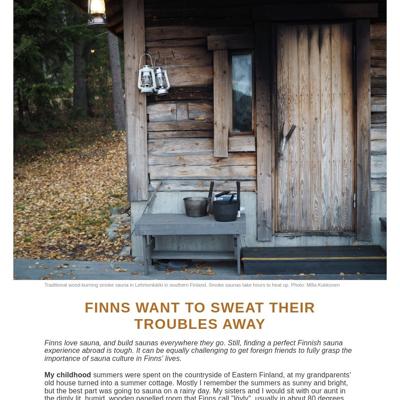 Traditional wood-burning smoke sauna in Lehmonkärki in southern Finland. Smoke saunas take hours to heat up. Photo: Milla Kukkonen
FINNS WANT TO SWEAT THEIR
TROUBLES AWAY
Finns love sauna, and build saunas everywhere they go. Still, finding a perfect Finnish sauna
experience abroad is tough. It can be equally challenging to get foreign friends to fully grasp the
importance of sauna culture in Finns' lives.
My childhood summers were spent on the countryside of Eastern Finland, at my grandparents'
old house turned into a summer cottage. Mostly I remember the summers as sunny and bright,
but the best part was going to sauna on a rainy day. My sisters and I would sit with our aunt in
the dimly lit, humid, wooden panelled room that Finns call "löyly", usually in about 80 degrees